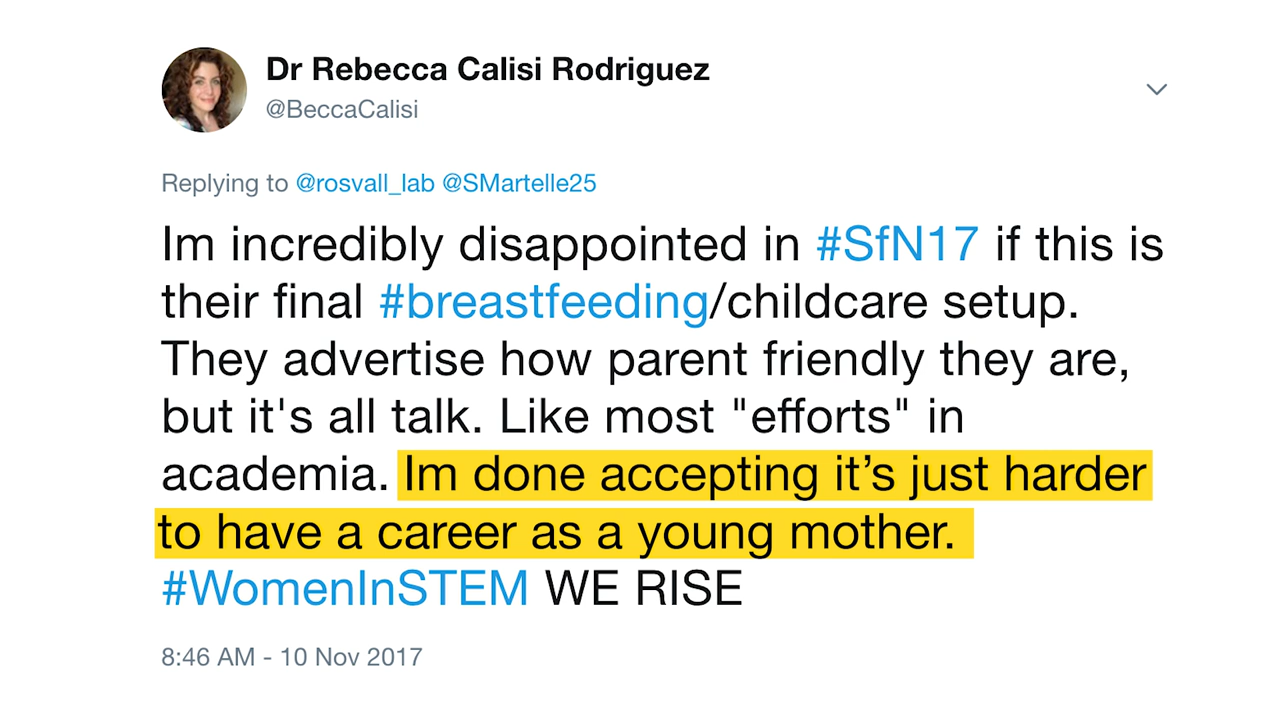 Dr Rebecca Calisi Rodriguez
@BeccaCalisi
Replying to @rosvall_lab @SMartelle25
Im incredibly disappointed in #SfN17 if this is
their final #breastfeeding/childcare setup.
They advertise how parent friendly they are,
but it's all talk. Like most "efforts" in
academia. Im done accepting it’s just harder
to have a career as a young mother.
#WomenInSTEM WE RISE
8:46 AM - 10 Nov 2017